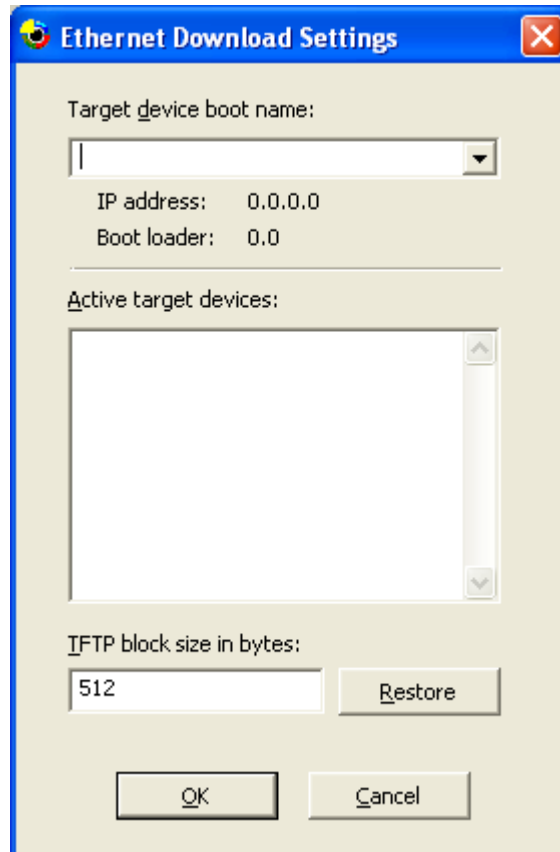 Ethernet Download Settings
Target device boot name:
IP address: 0.0.0.0
Boot loader: 0.0
Active target devices:
TFTP block size in bytes:
512 Restore
OK Cancel